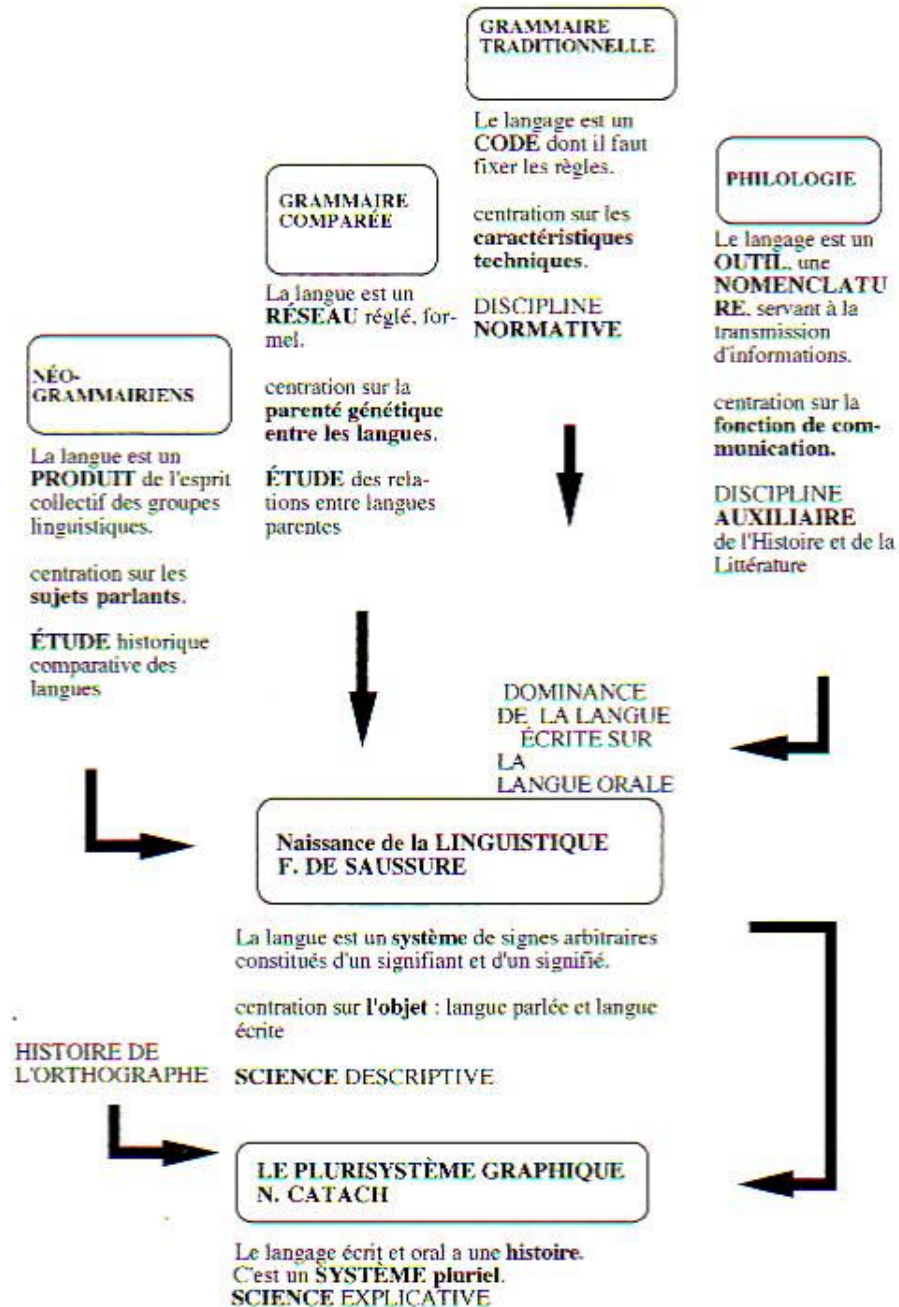 GRAMMAIRE
TRADITIONNELLE
Le langage est un
CODE dont il faut
fixer les règles.
centration sur les
caractéristiques
techniques.
DISCIPLINE
NORMATIVE
PHILOLOGIE
Le langage est un
OUTIL, une
NOMENCLATU
RE, servant à la
transmission
d'informations.
centration sur la
fonction de com-
munication.
DISCIPLINE
AUXILIAIRE
de l'Histoire et de la
Littérature
GRAMMAIRE
COMPARÉE
La langue est un
RÉSEAU réglé, for-
mel.
centration sur la
parenté génétique
entre les langues.
ÉTUDE des rela-
tions entre langues
parentes
NÉO-
GRAMMAIRIENS
La langue est un
PRODUIT de l'esprit
collectif des groupes
linguistiques.
centration sur les
sujets parlants.
ÉTUDE historique
comparative des
langues
DOMINANCE
DE LA LANGUE
ÉCRITE SUR
LA
LANGUE ORALE
Naissance de la LINGUISTIQUE
F. DE SAUSSURE
La langue est un système de signes arbitraires
constitués d'un signifiant et d'un signifié.
centration sur l'objet : langue parlée et langue
écrite
SCIENCE DESCRIPTIVE
HISTOIRE DE
L'ORTHOGRAPHE
LE PLURISYSTÈME GRAPHIQUE
N. CATACH
Le langage écrit et oral a une histoire.
C'est un SYSTÈME pluriel.
SCIENCE EXPLICATIVE